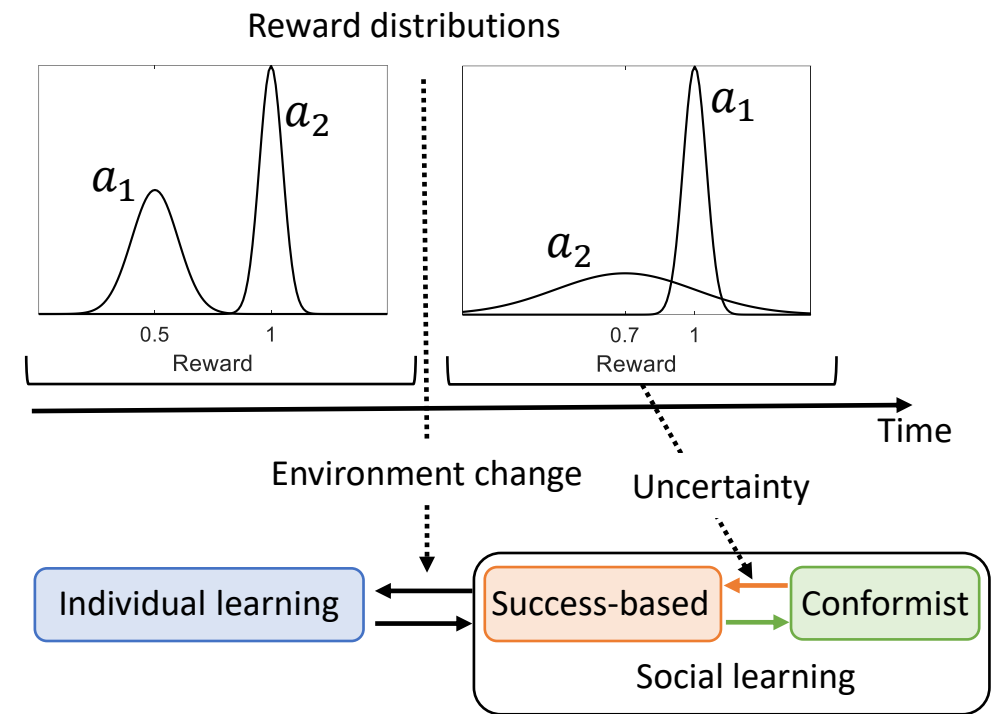 Reward distributions
a₁
a₂
0.5
1
Reward
a₁
a₂
0.7
1
Reward
Time
Environment change
Uncertainty
Individual learning
Success-based
Conformist
Social learning